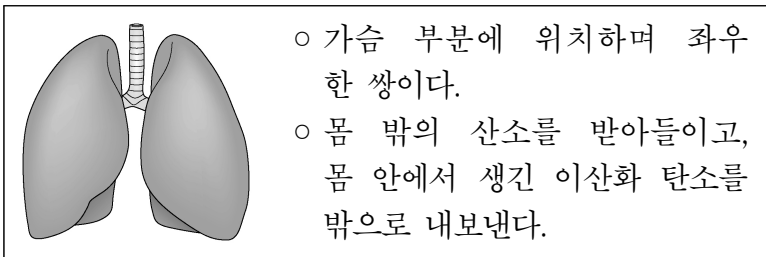 ○ 가슴 부분에 위치하며 좌우
한 쌍이다.
○ 몸 밖의 산소를 받아들이고,
몸 안에서 생긴 이산화 탄소를
밖으로 내보낸다.